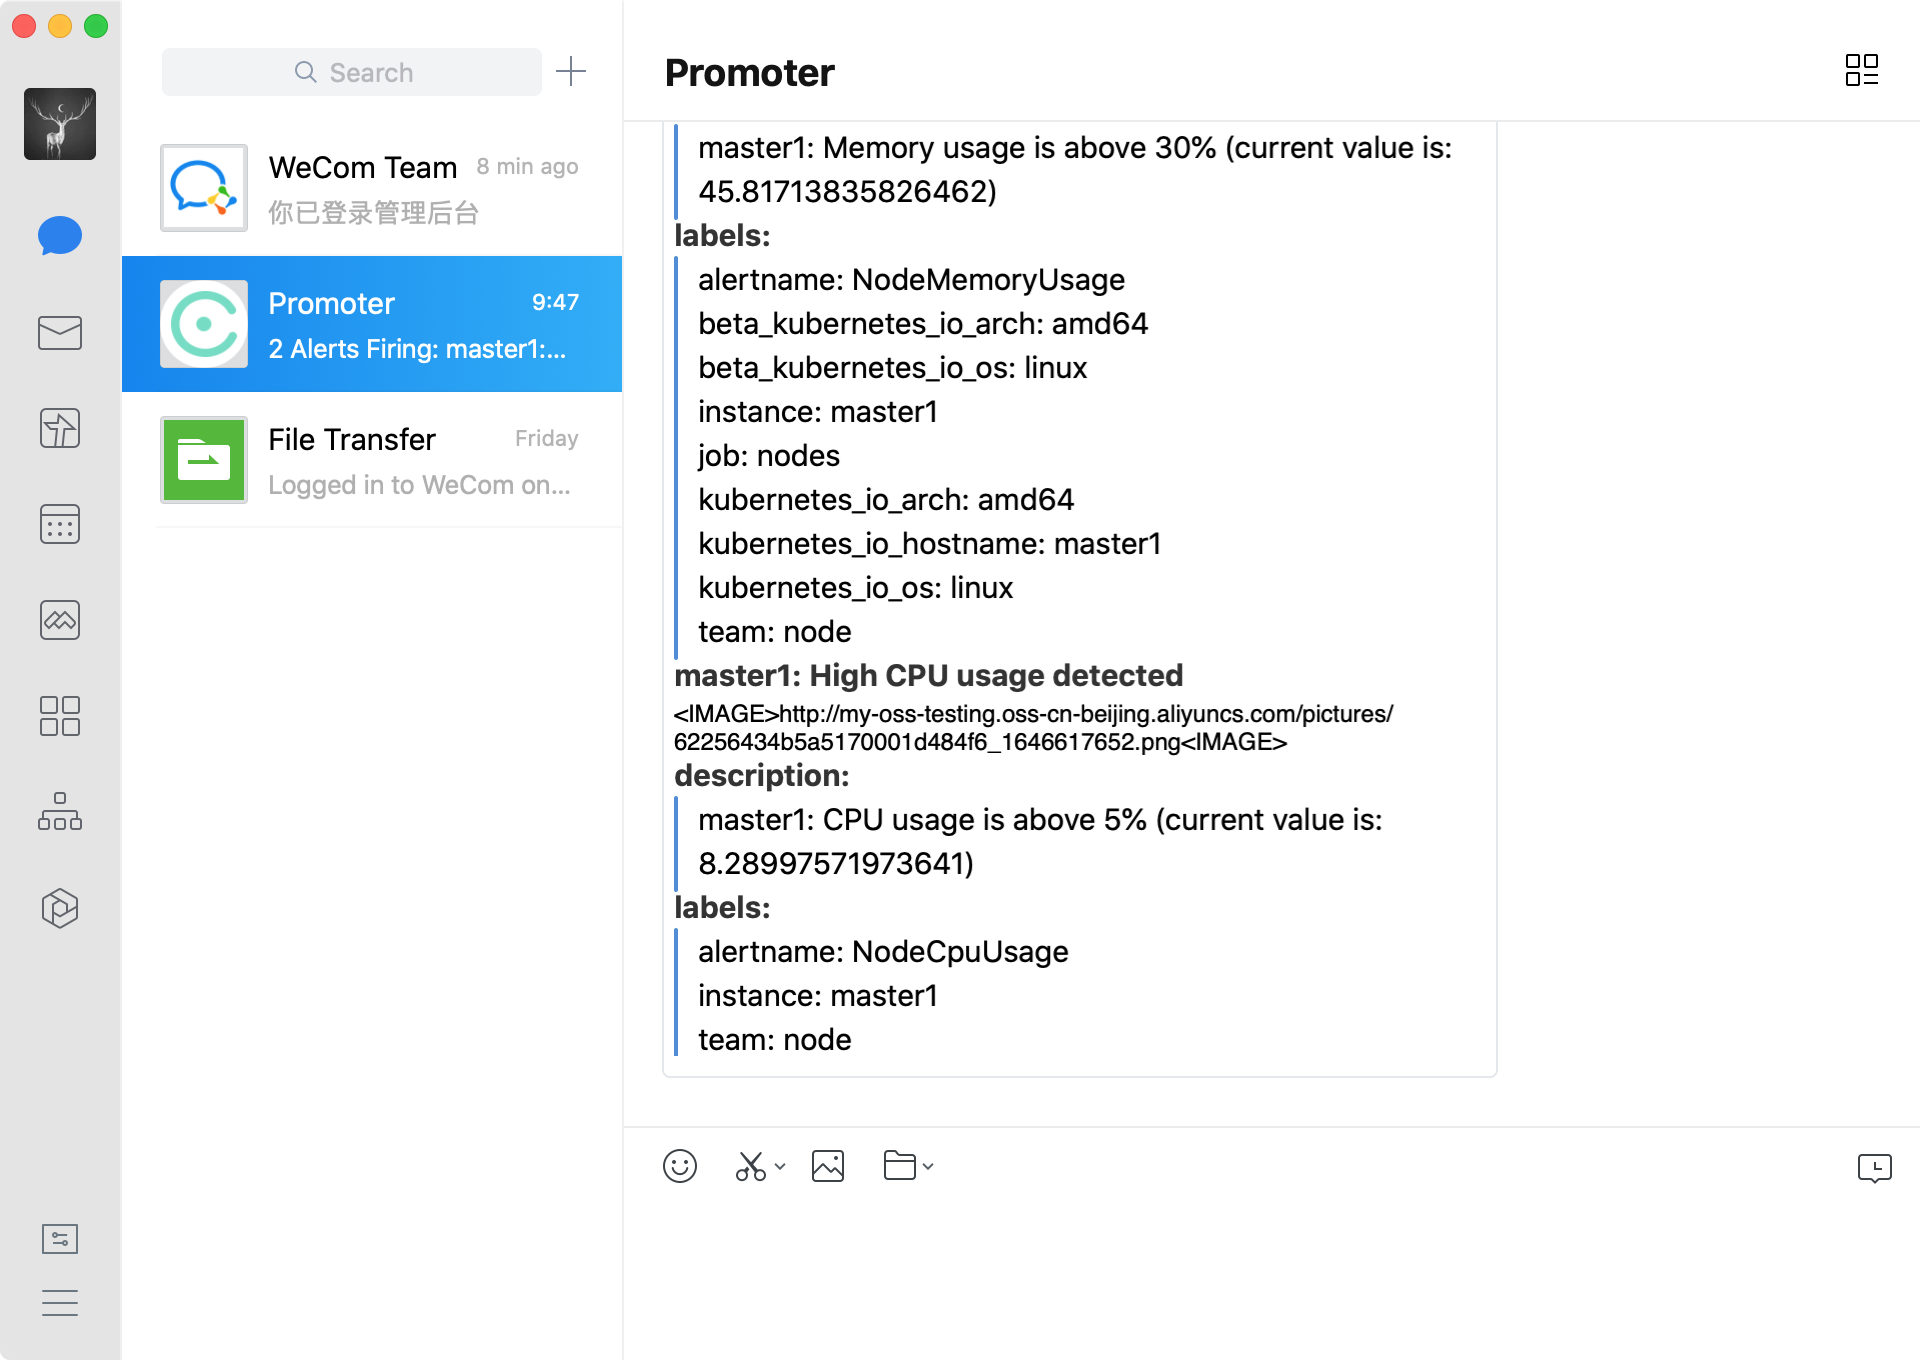 Search
WeCom Team
8 min ago
你已登录管理后台
Promoter
9:47
2 Alerts Firing: master1:...
File Transfer
Friday
Logged in to WeCom on...
Promoter
master1: Memory usage is above 30% (current value is:
45.81713835826462)
labels:
alertname: NodeMemoryUsage
beta_kubernetes_io_arch: amd64
beta_kubernetes_io_os: linux
instance: master1
job: nodes
kubernetes_io_arch: amd64
kubernetes_io_hostname: master1
kubernetes_io_os: linux
team: node
master1: High CPU usage detected
<IMAGE>http://my-oss-testing.oss-cn-beijing.aliyuncs.com/pictures/
62256434b5a5170001d484f6_1646617652.png<IMAGE>
description:
master1: CPU usage is above 5% (current value is:
8.28997571973641)
labels:
alertname: NodeCpuUsage
instance: master1
team: node